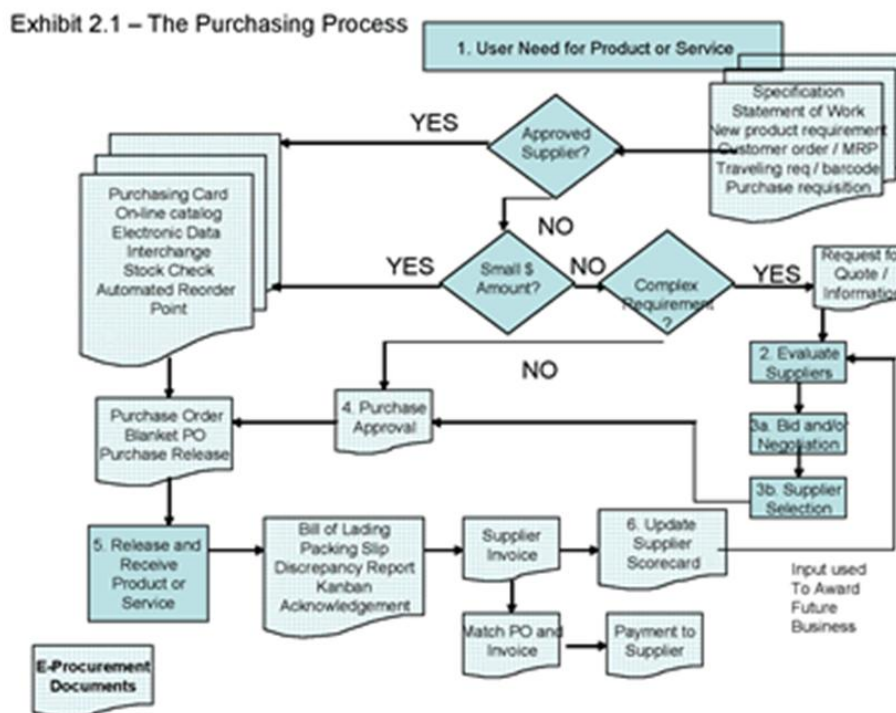 Exhibit 2.1 – The Purchasing Process
1. User Need for Product or Service
Specification
Statement of Work
New product requirement
Customer order / MRP
Traveling req / barcode
Purchase requisition
Approved
Supplier?
YES
NO
Purchasing Card
On-line catalog
Electronic Data
Interchange
Stock Check
Automated Reorder
Point
YES
Small $
Amount?
NO
Complex
Requirement
?
YES
Request fo
Quote /
Information
NO
2. Evaluate
Suppliers
3a. Bid and/or
Negotiation
3b. Supplier
Selection
4. Purchase
Approval
Purchase Order
Blanket PO
Purchase Release
5. Release and
Receive
Product or
Service
Bill of Lading
Packing Slip
Discrepancy Report
Kanban
Acknowledgement
Supplier
Invoice
6. Update
Supplier
Scorecard
Input used
To Award
Future
Business
Match PO and
Invoice
Payment to
Supplier
E-Procurement
Documents